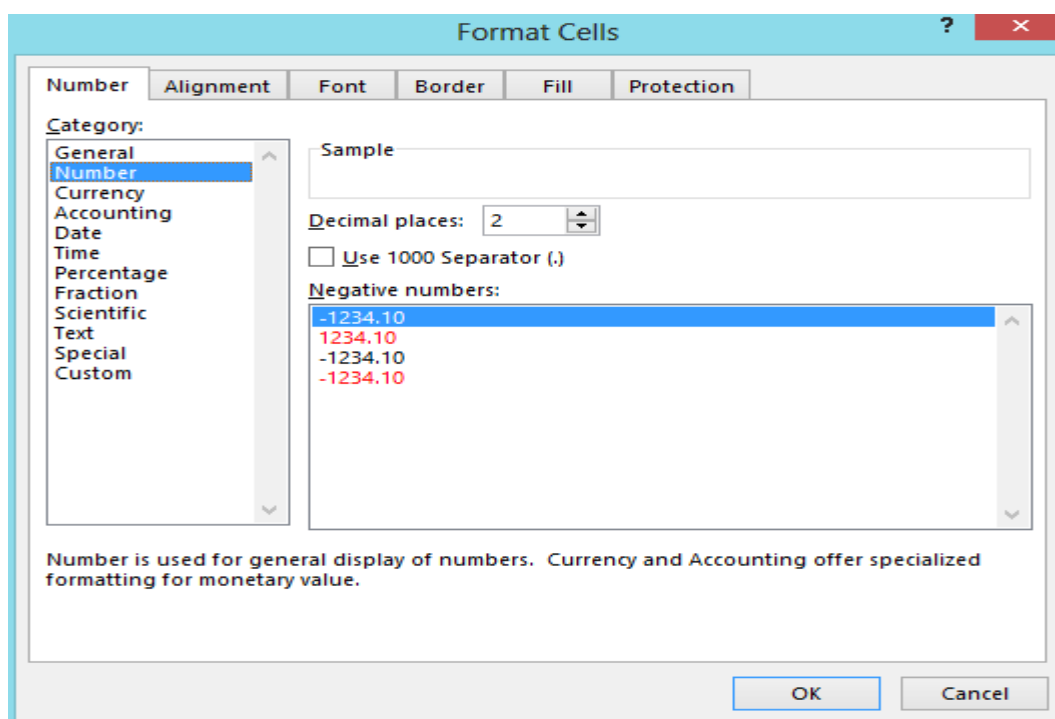 Format Cells
?
Number Alignment Font Border Fill Protection
Category:
General
Number
Currency
Accounting
Date
Time
Percentage
Fraction
Scientific
Text
Special
Custom
Sample
Decimal places: 2
Use 1000 Separator (.)
Negative numbers:
-1234.10
1234.10
-1234.10
-1234.10
Number is used for general display of numbers. Currency and Accounting offer specialized
formatting for monetary value.
OK Cancel